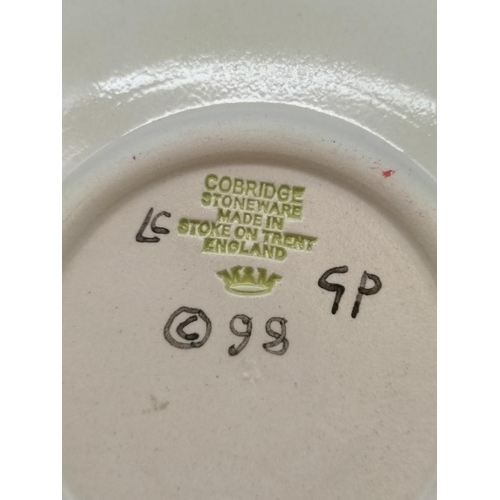 COBRIDGE
STONEWARE
MADE IN
STOKE ON TRENT
ENGLAND
M&M
LC
GP
© 98